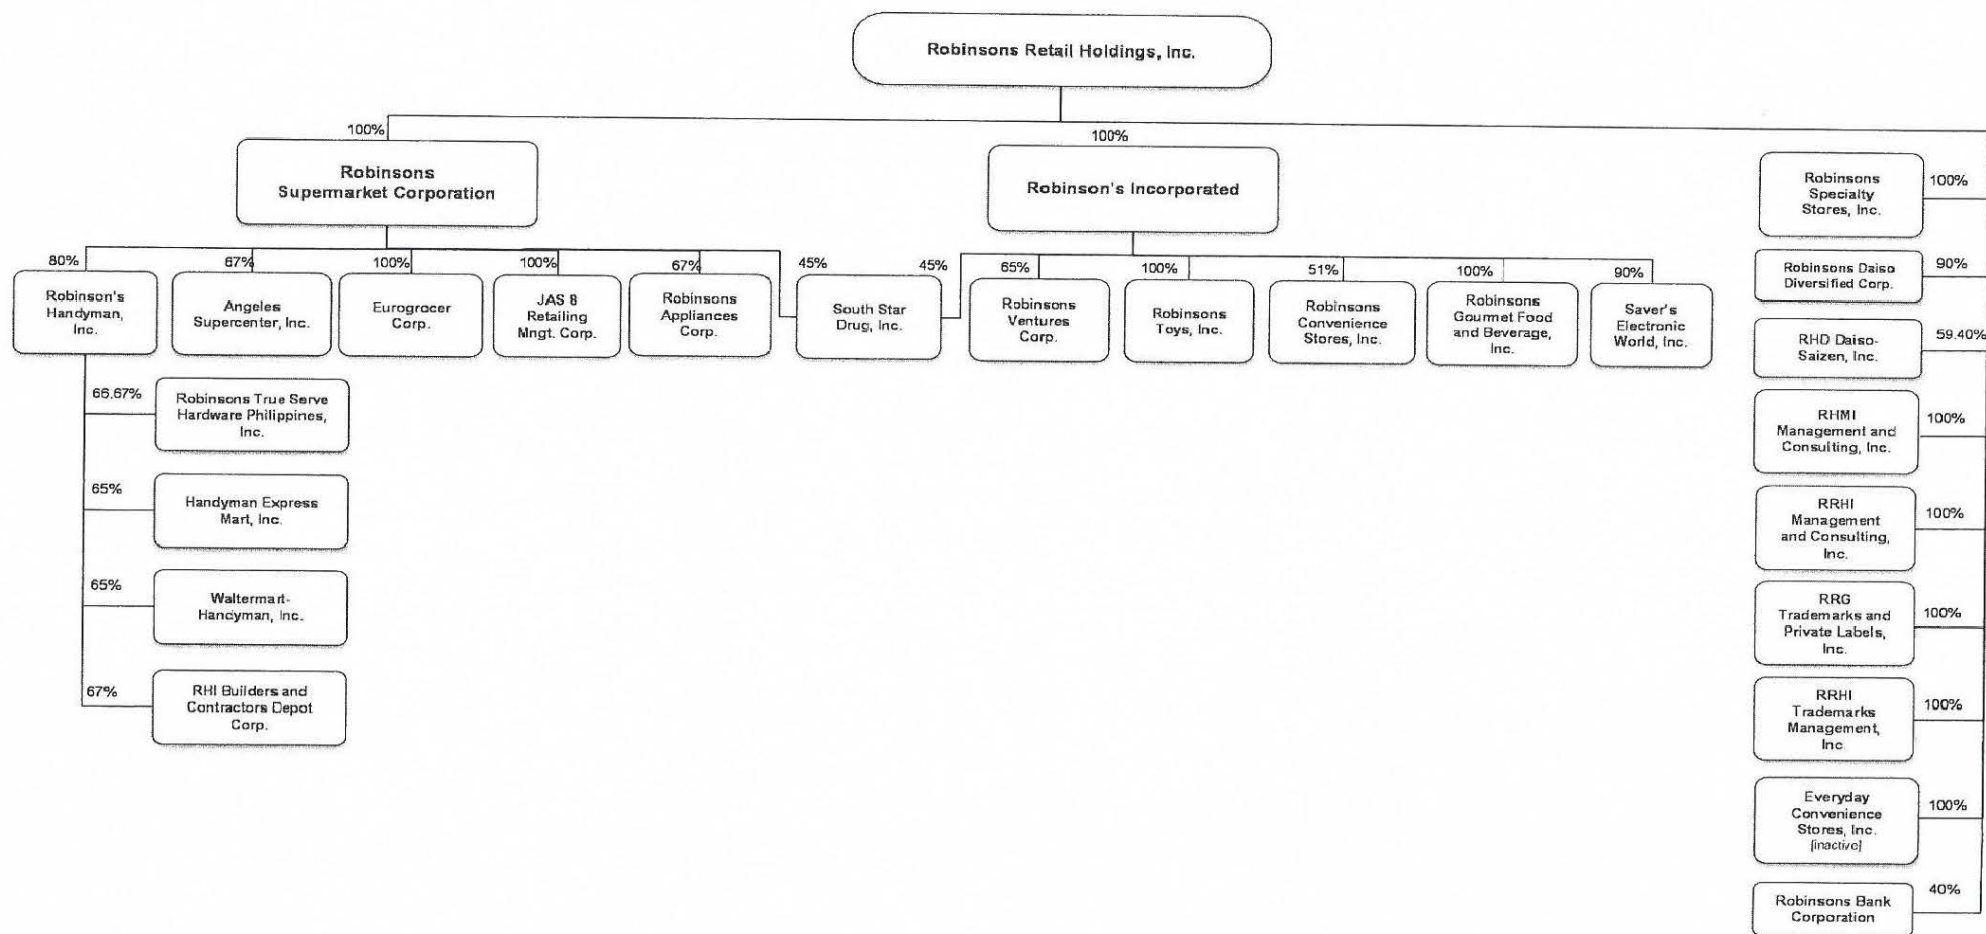 Robinsons Retail Holdings, Inc.
100%
100%
Robinsons
Supermarket Corporation
Robinson's Incorporated
Robinsons
Specialty
Stores, Inc.
100%
80%
67%
100%
100%
67%
45%
45%
65%
100%
51%
100%
90%
Robinson's
Handyman,
Inc.
Angeles
Supercenter, Inc.
Eurogrocer
Corp.
JAS 8
Retailing
Mngt. Corp.
Robinsons
Appliances
Corp.
South Star
Drug, Inc.
Robinsons
Ventures
Corp.
Robinsons
Toys, Inc.
Robinsons
Convenience
Stores, Inc.
Robinsons
Gourmet Food
and Beverage,
Inc.
Saver's
Electronic
World, Inc.
Robinsons Daiso
Diversified Corp.
90%
RHD Daiso-
Saizen, Inc.
59.40%
66.67%
Robinsons True Serve
Hardware Philippines,
Inc.
65%
Handyman Express
Mart, Inc.
65%
Waltermart-
Handyman, Inc.
67%
RHI Builders and
Contractors Depot
Corp.
RHMI
Management and
Consulting, Inc.
100%
RRHI
Management
and Consulting,
Inc.
100%
RRG
Trademarks and
Private Labels,
Inc.
100%
RRHI
Trademarks
Management,
Inc
100%
Everyday
Convenience
Stores, Inc.
[inactive]
100%
Robinsons Bank
Corporation
40%